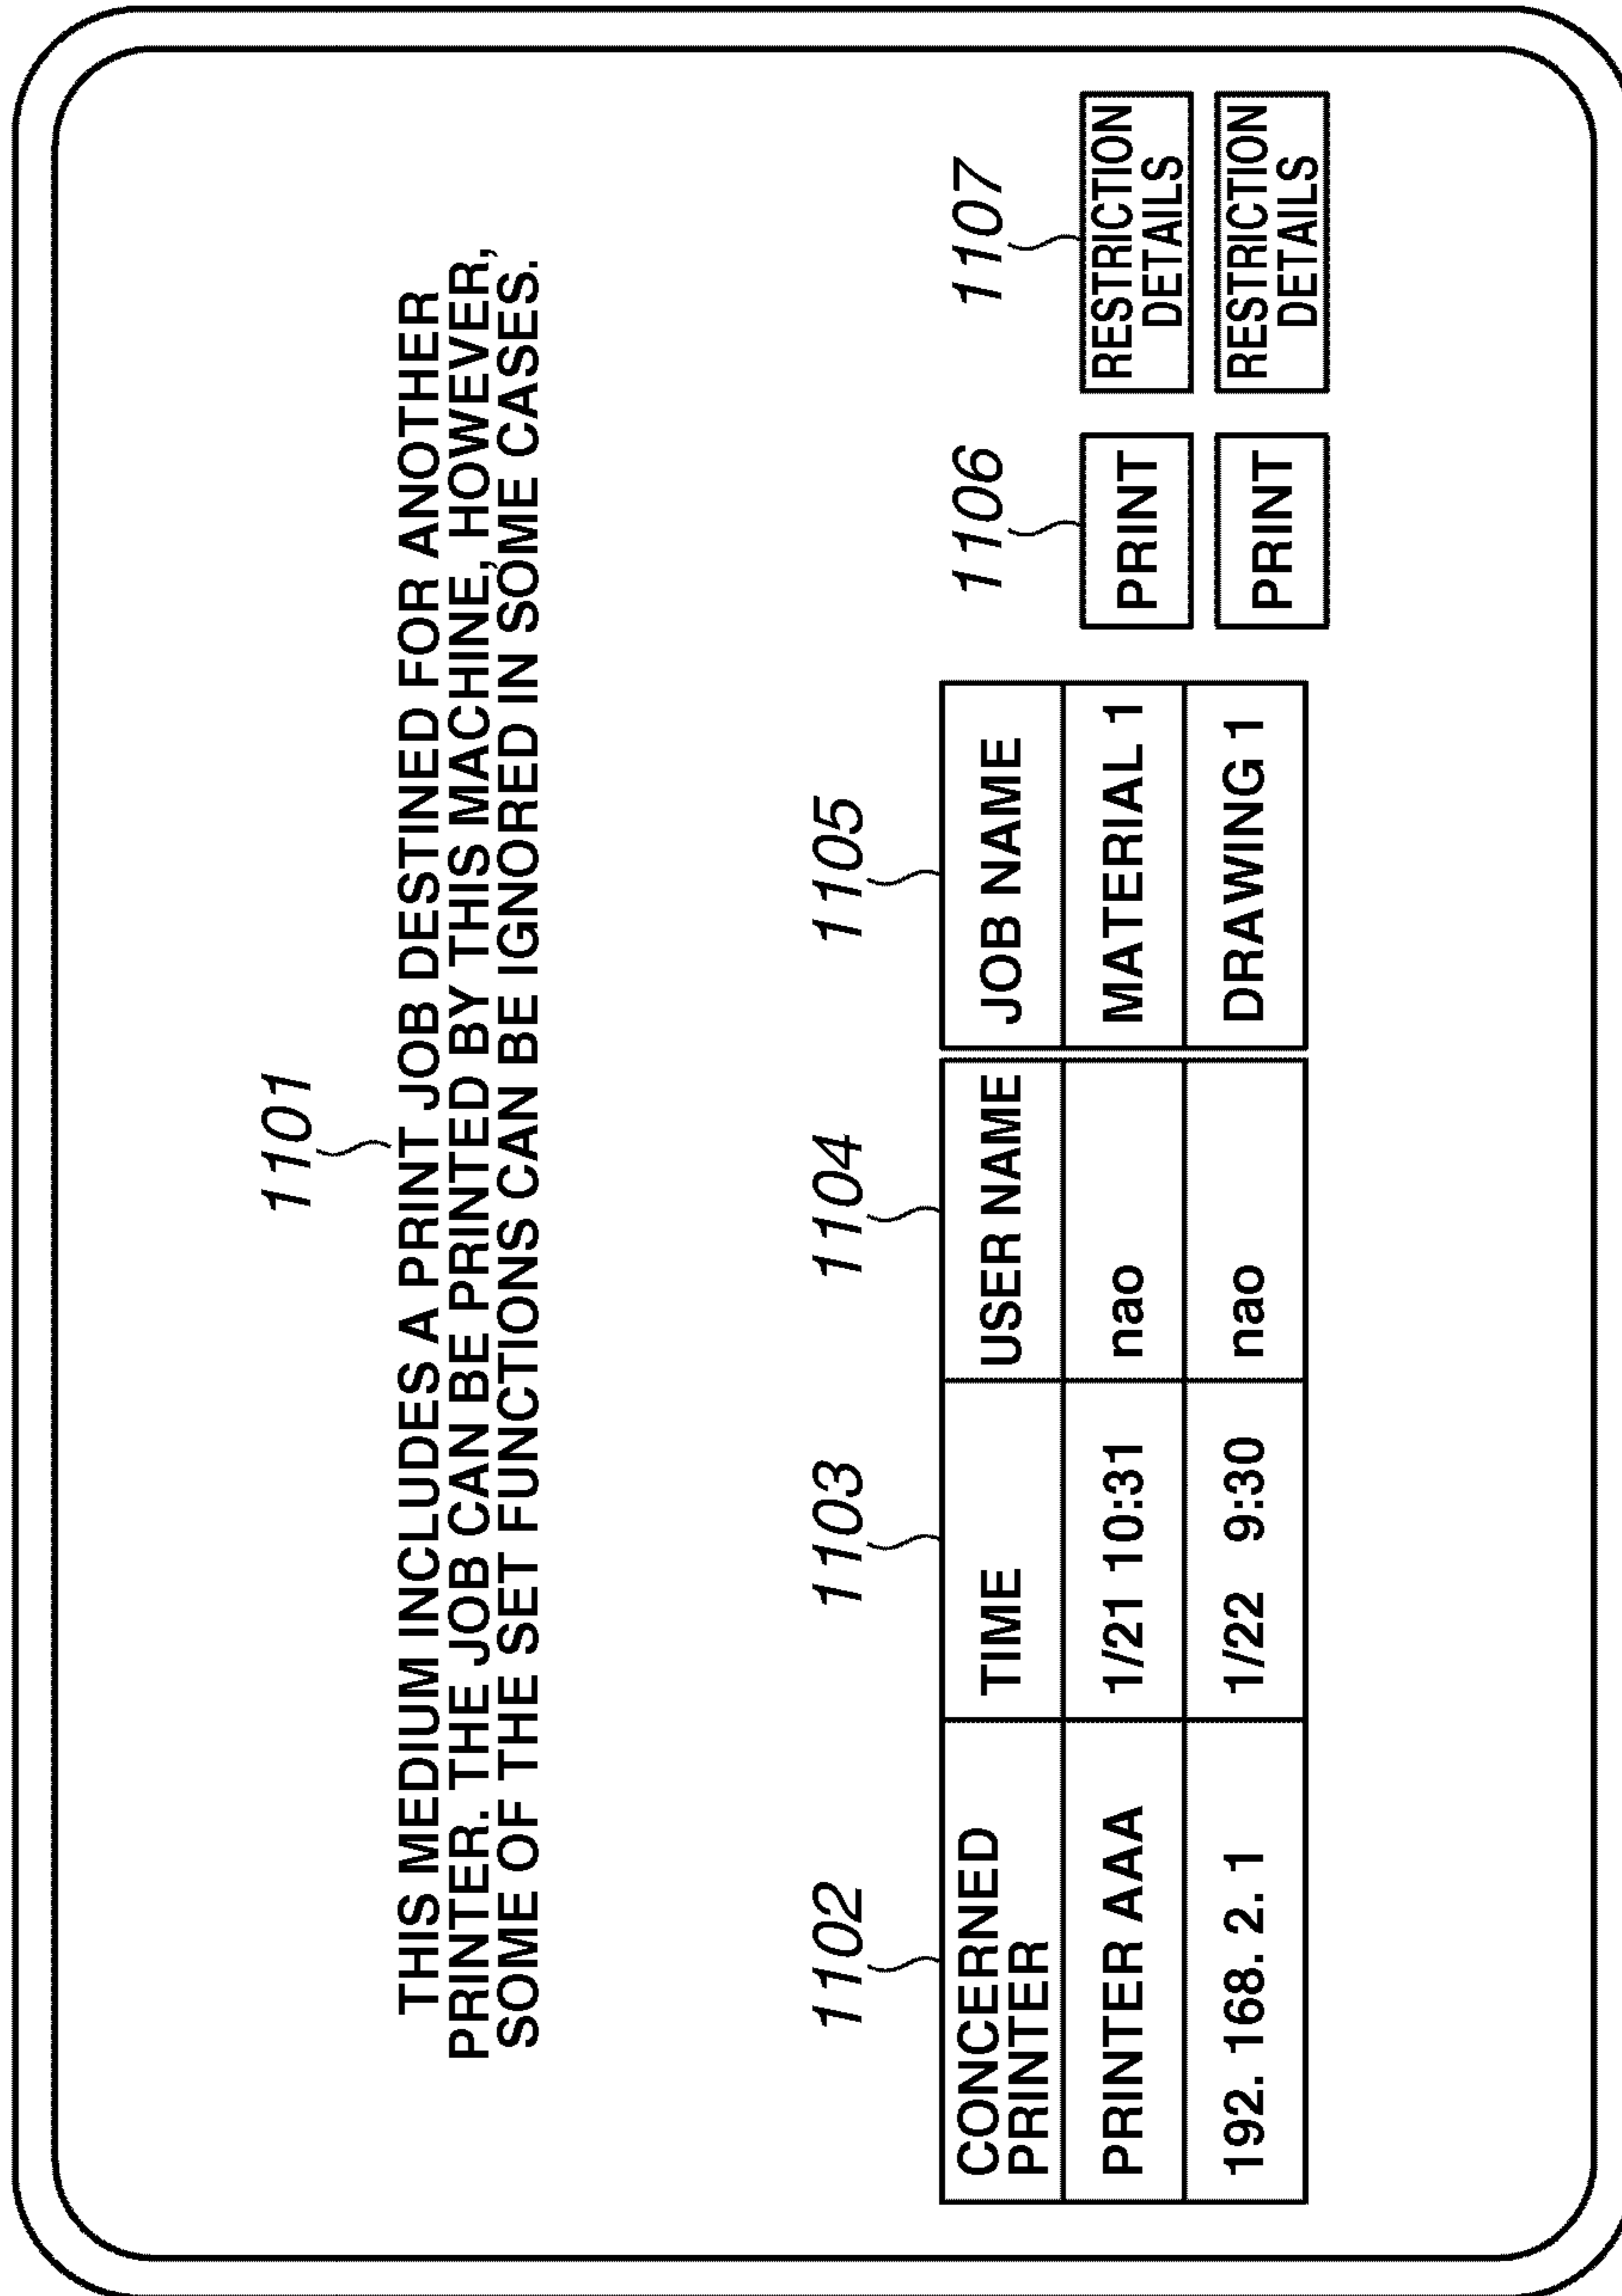 1101
THIS MEDIUM INCLUDES A PRINT JOB DESTINED FOR ANOTHER
PRINTER. THE JOB CAN BE PRINTED BY THIS MACHINE, HOWEVER,
SOME OF THE SET FUNCTIONS CAN BE IGNORED IN SOME CASES.
1102 1103 1104 1105
CONCERNED
PRINTER TIME USER NAME JOB NAME
1106 1107
PRINTER AAA 1/21 10:31 nao MATERIAL 1 PRINT RESTRICTION
DETAILS
192. 168. 2. 1 1/22 9:30 nao DRAWING 1 PRINT RESTRICTION
DETAILS